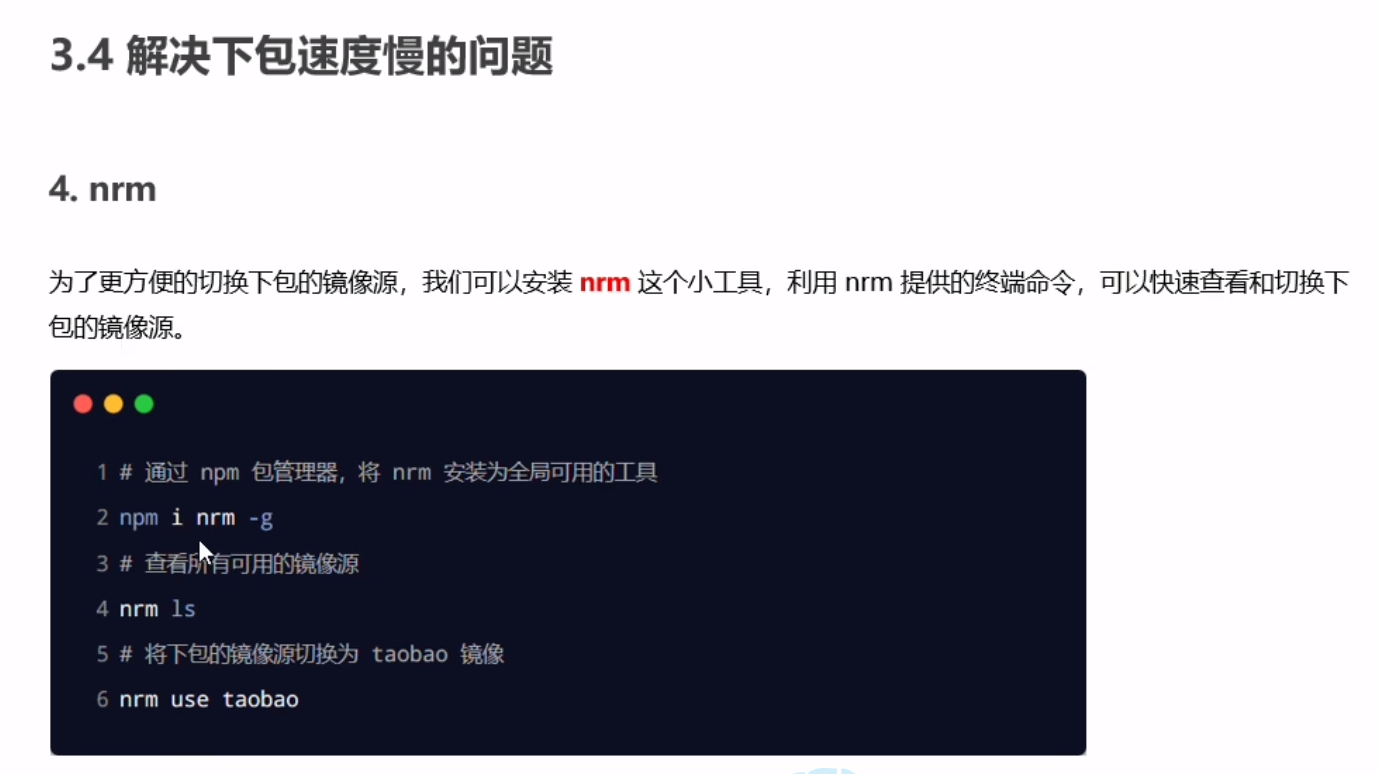 3.4 解决下包速度慢的问题
4. nrm
为了更方便的切换下包的镜像源，我们可以安装 nrm 这个小工具，利用 nrm 提供的终端命令，可以快速查看和切换下
包的镜像源。
1 # 通过 npm 包管理器，将 nrm 安装为全局可用的工具
2 npm i nrm -g
3 # 查看所有可用的镜像源
4 nrm ls
5 # 将下包的镜像源切换为 taobao 镜像
6 nrm use taobao